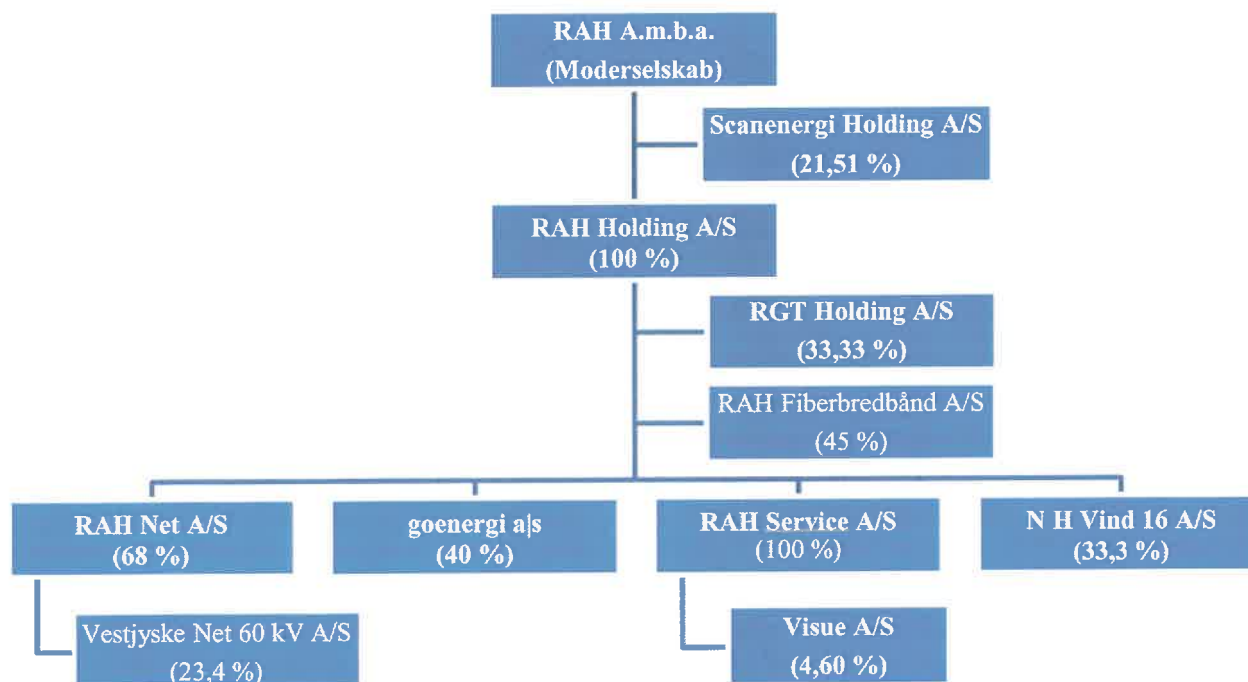 RAH A.m.b.a.
(Moderselskab)
Scanenergi Holding A/S
(21,51 %)
RAH Holding A/S
(100 %)
RGT Holding A/S
(33,33 %)
RAH Fiberbredbånd A/S
(45 %)
RAH Net A/S
(68 %)
goenergi a|s
(40 %)
RAH Service A/S
(100 %)
N H Vind 16 A/S
(33,3 %)
Vestjyske Net 60 kV A/S
(23,4 %)
Visue A/S
(4,60 %)